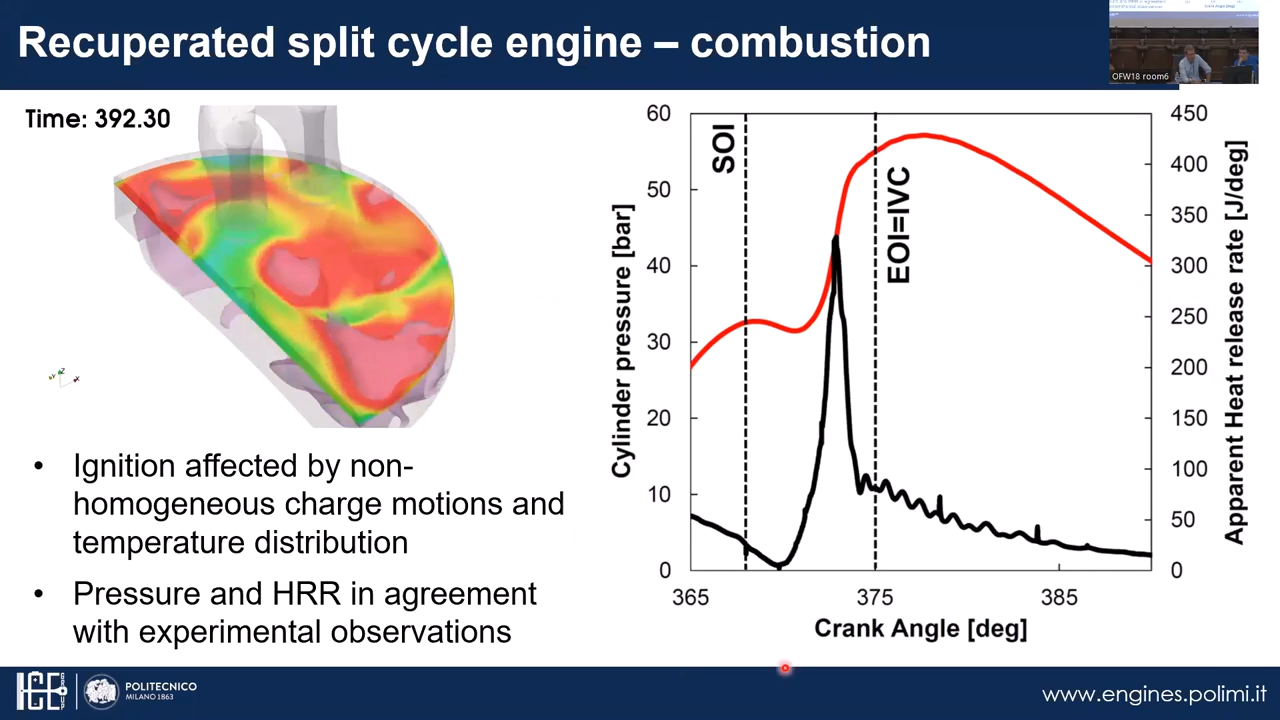 Recuperated split cycle engine – combustion
OFW18 room6
Time: 392.30
• Ignition affected by non-
homogeneous charge motions and
temperature distribution
• Pressure and HRR in agreement
with experimental observations
Cylinder pressure [bar]
60
50
40
30
20
10
0
SOI
EOI=IVC
450
400
350
300
250
200
150
100
50
0
Apparent Heat release rate [J/deg]
365
375
385
Crank Angle [deg]
ICE
GROUP
POLITECNICO
MILANO 1863
www.engines.polimi.it